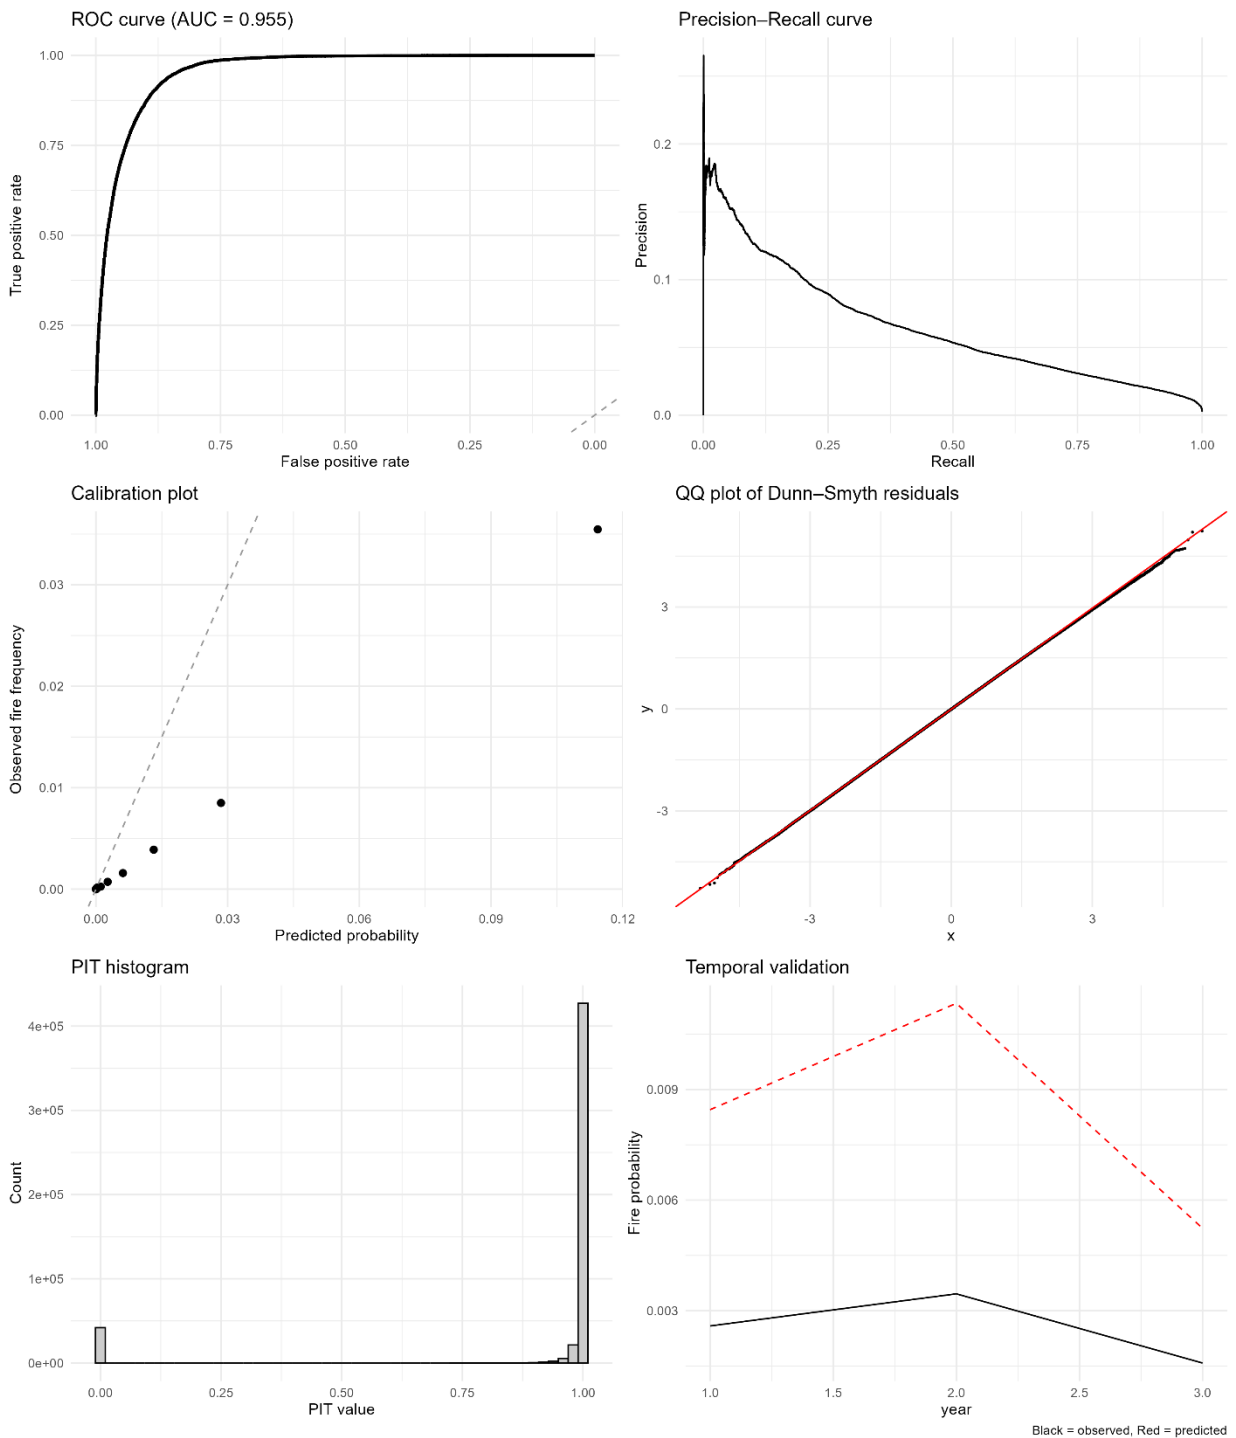 ROC curve (AUC = 0.955)
1.00
0.75
0.50
0.25
0.00
True positive rate
1.00 0.75 0.50 0.25 0.00
False positive rate
Precision–Recall curve
0.2
0.1
0.0
Precision
0.00 0.25 0.50 0.75 1.00
Recall
Calibration plot
0.03
0.02
0.01
0.00
Observed fire frequency
0.00 0.03 0.06 0.09 0.12
Predicted probability
QQ plot of Dunn–Smyth residuals
3
0
-3
y
-3 0 3
x
PIT histogram
4e+05
3e+05
2e+05
1e+05
0e+00
Count
0.00 0.25 0.50 0.75 1.00
PIT value
Temporal validation
0.009
0.006
0.003
Fire probability
1.0 1.5 2.0 2.5 3.0
year
Black = observed, Red = predicted